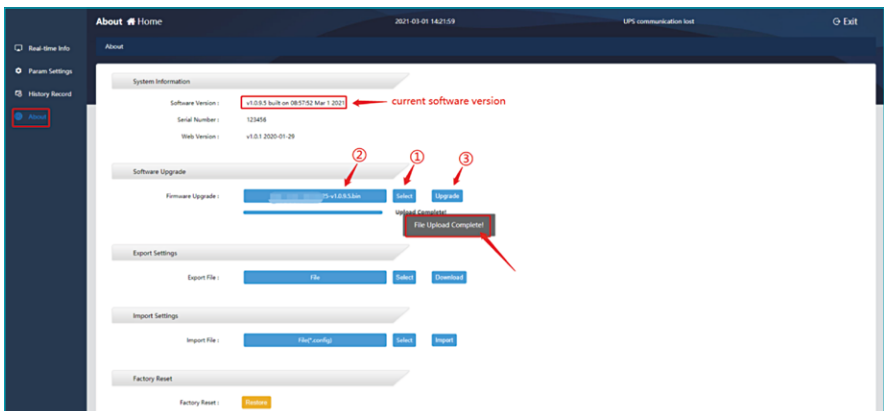 About Home 2021-03-01 14:21:59 UPS communication lost Exit
Real-time Info
About
Param Settings
History Record
About
System Information
Software Version : v1.0.9.5 built on 08:57:52 Mar 1 2021 current software version
Serial Number : 123456
Web Version : v1.0.1 2020-01-29
② ① ③
Software Upgrade
Firmware Upgrade : 25-v1.0.9.5.bin Select Upgrade
Upload Complete!
File Upload Complete!
Export Settings
Export File : File Select Download
Import Settings
Import File : File(*.config) Select Import
Factory Reset
Factory Reset : Restore